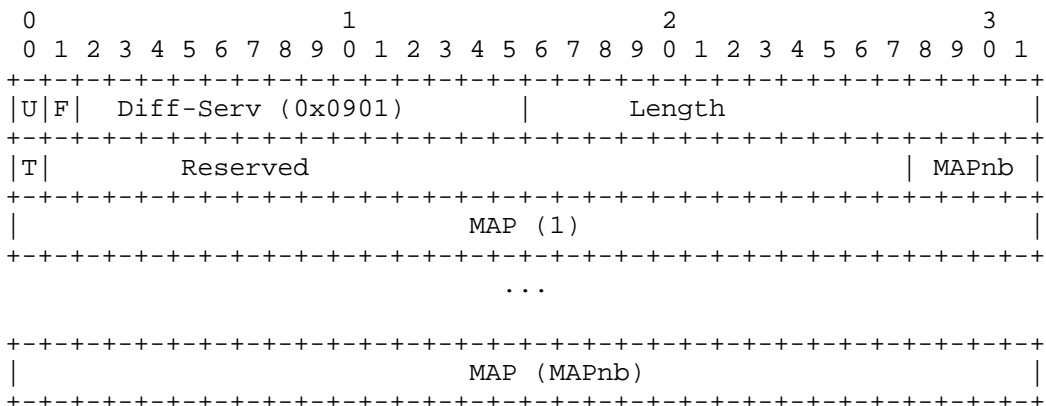 0                   1                   2                   3
 0 1 2 3 4 5 6 7 8 9 0 1 2 3 4 5 6 7 8 9 0 1 2 3 4 5 6 7 8 9 0 1
+-+-+-+-+-+-+-+-+-+-+-+-+-+-+-+-+-+-+-+-+-+-+-+-+-+-+-+-+-+-+-+-+
|U|F|  Diff-Serv (0x0901)       |      Length                   |
+-+-+-+-+-+-+-+-+-+-+-+-+-+-+-+-+-+-+-+-+-+-+-+-+-+-+-+-+-+-+-+-+
|T|        Reserved                                     | MAPnb |
+-+-+-+-+-+-+-+-+-+-+-+-+-+-+-+-+-+-+-+-+-+-+-+-+-+-+-+-+-+-+-+-+
|                            MAP (1)                            |
+-+-+-+-+-+-+-+-+-+-+-+-+-+-+-+-+-+-+-+-+-+-+-+-+-+-+-+-+-+-+-+-+
                               ...
+-+-+-+-+-+-+-+-+-+-+-+-+-+-+-+-+-+-+-+-+-+-+-+-+-+-+-+-+-+-+-+-+
|                            MAP (MAPnb)                        |
+-+-+-+-+-+-+-+-+-+-+-+-+-+-+-+-+-+-+-+-+-+-+-+-+-+-+-+-+-+-+-+-+